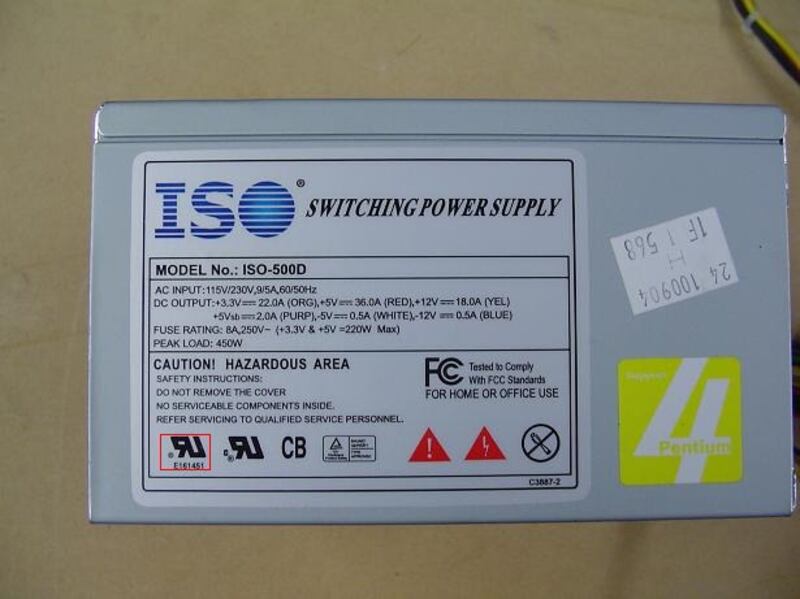 ISO® SWITCHING POWER SUPPLY
MODEL No.: ISO-500D
AC INPUT:115V/230V,9/5A,60/50Hz
DC OUTPUT:+3.3V⎓22.0A (ORG),+5V⎓36.0A (RED),+12V⎓18.0A (YEL)
+5Vsb⎓2.0A (PURP),-5V⎓0.5A (WHITE),-12V⎓0.5A (BLUE)
FUSE RATING: 8A,250V~ (+3.3V & +5V =220W Max)
PEAK LOAD: 450W
CAUTION! HAZARDOUS AREA
SAFETY INSTRUCTIONS:
DO NOT REMOVE THE COVER
NO SERVICEABLE COMPONENTS INSIDE.
REFER SERVICING TO QUALIFIED SERVICE PERSONNEL.
FC Tested to Comply
With FCC Standards
FOR HOME OR OFFICE USE
RU ®
E161451
c RU ®
CB
C3887-2
24 100904
H
1F 1 568
Support
4
Pentium